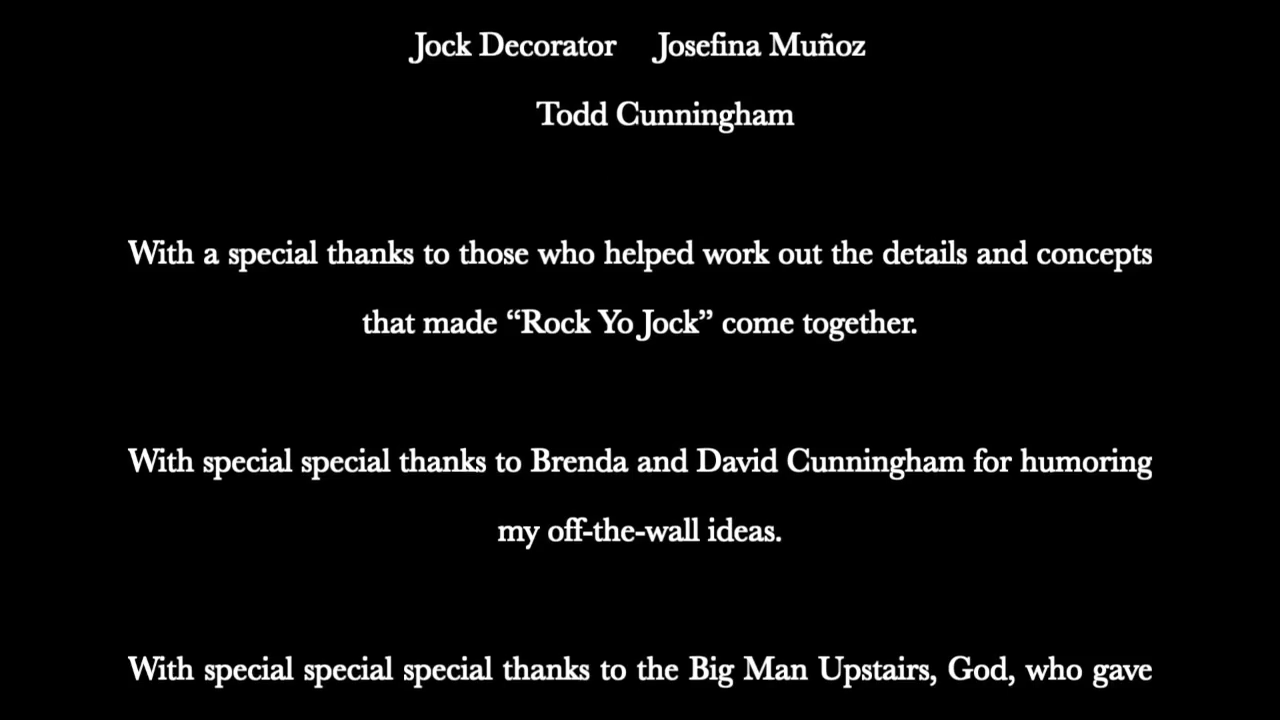 Jock Decorator Josefina Muñoz
Todd Cunningham
With a special thanks to those who helped work out the details and concepts
that made “Rock Yo Jock” come together.
With special special thanks to Brenda and David Cunningham for humoring
my off-the-wall ideas.
With special special special thanks to the Big Man Upstairs, God, who gave